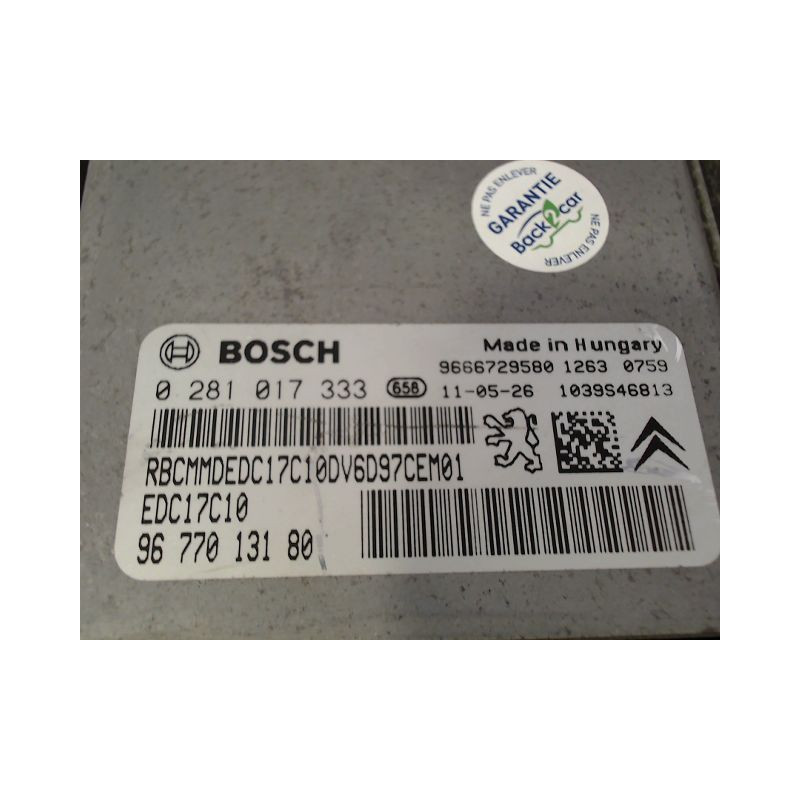 NE PAS ENLEVER
GARANTIE
Back2car
NE PAS ENLEVER
BOSCH
Made in Hungary
9666729580 1263 0759
0 281 017 333 658 11-05-26 1039S46813
RBCMMDEDC17C10DV6D97CEM01
EDC17C10
96 770 131 80